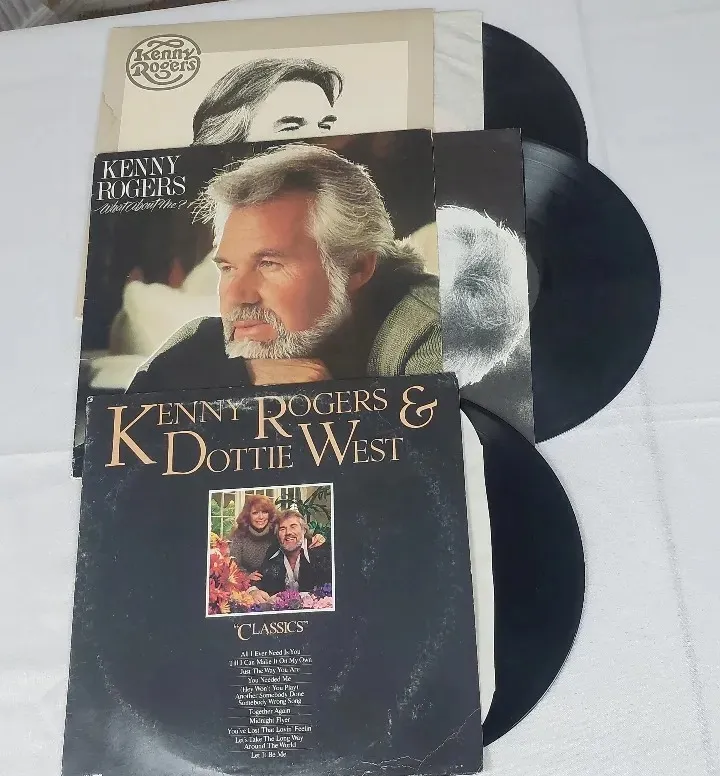 Kenny
Rogers
KENNY
ROGERS
What About Me?
KENNY ROGERS &
DOTTIE WEST
"CLASSICS"
All I Ever Need Is You
Till I Can Make It On My Own
Just The Way You Are
You Needed Me
(Hey Won't You Play)
Another Somebody Done
Somebody Wrong Song
Together Again
Midnight Flyer
You've Lost That Lovin' Feelin'
Let's Take The Long Way
Around The World
Let It Be Me